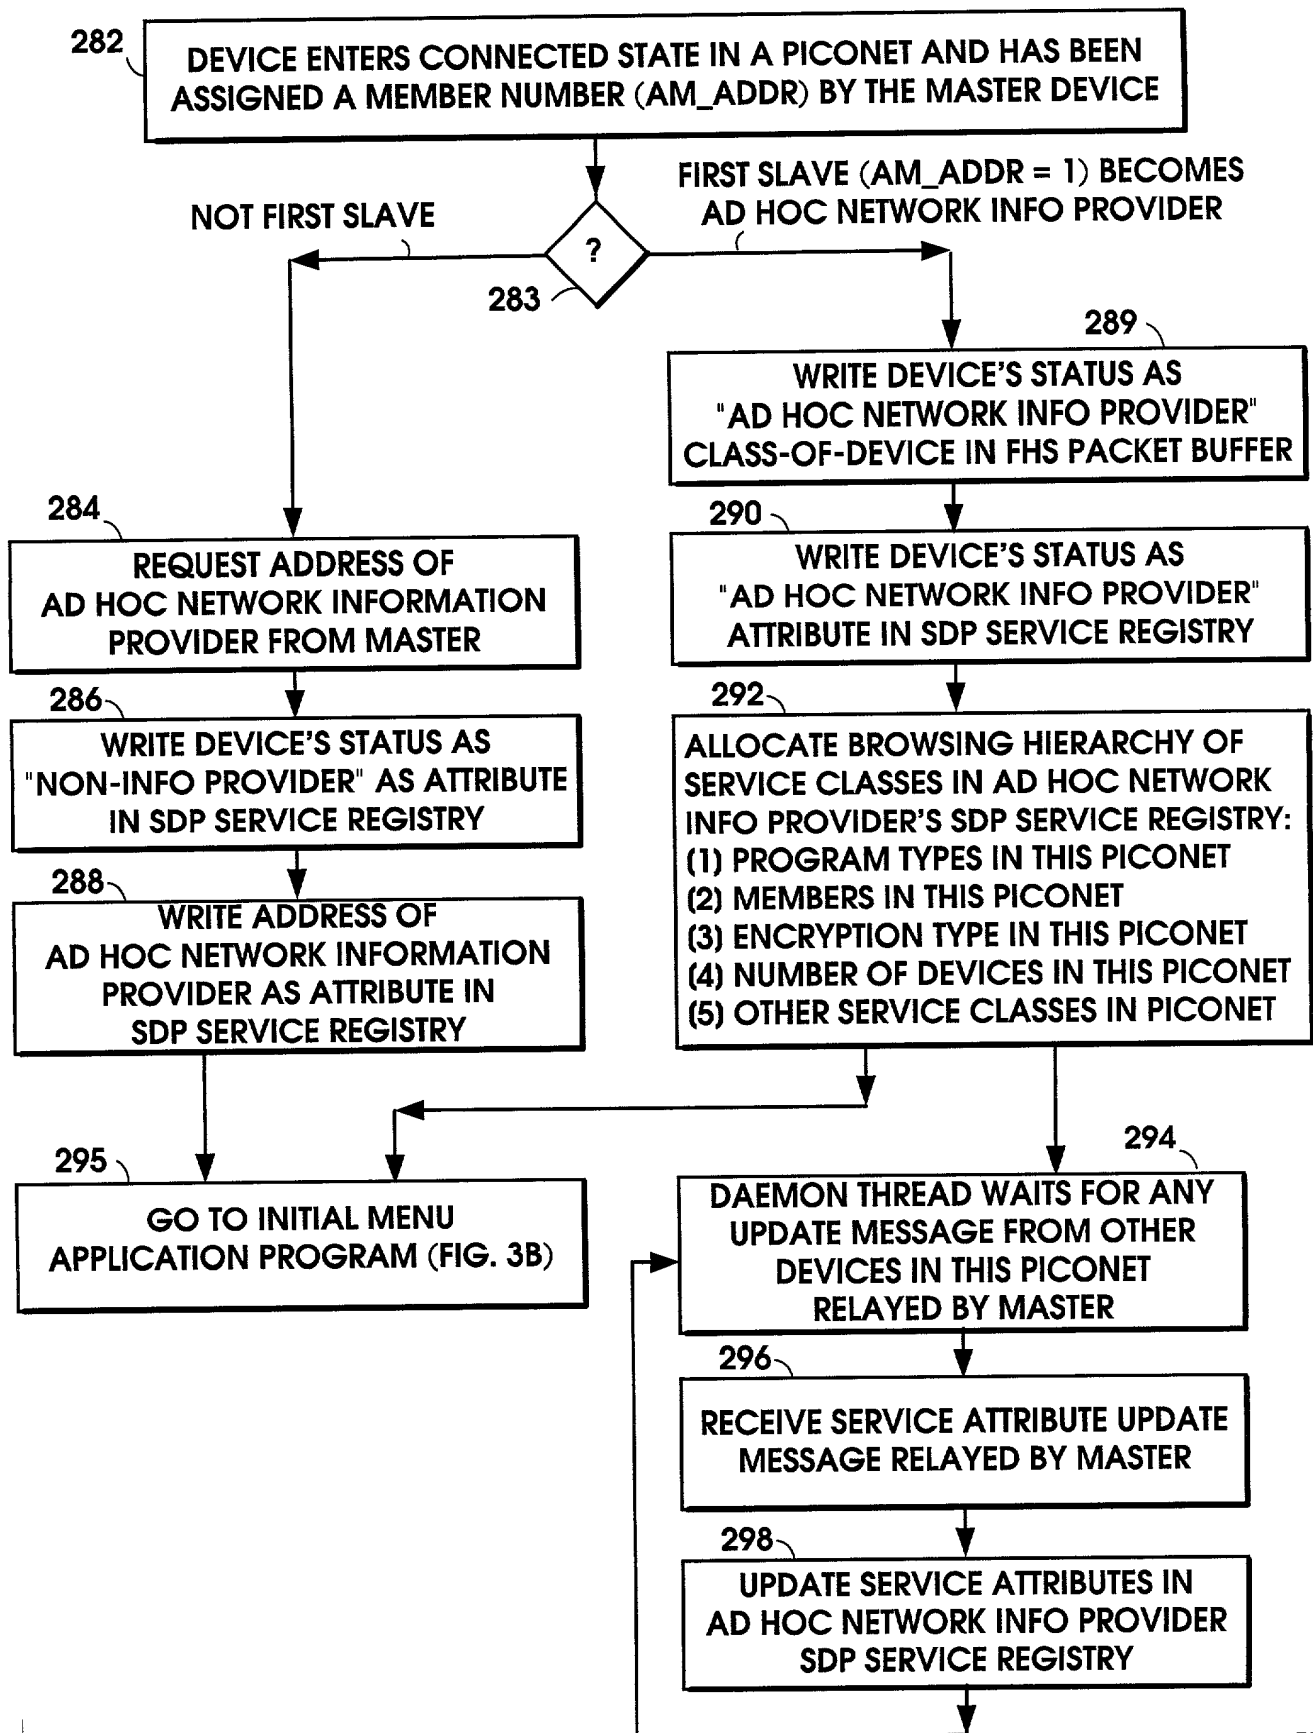 282
DEVICE ENTERS CONNECTED STATE IN A PICONET AND HAS BEEN
ASSIGNED A MEMBER NUMBER (AM_ADDR) BY THE MASTER DEVICE
FIRST SLAVE (AM_ADDR = 1) BECOMES
AD HOC NETWORK INFO PROVIDER
NOT FIRST SLAVE
?
283
289
WRITE DEVICE'S STATUS AS
"AD HOC NETWORK INFO PROVIDER"
CLASS-OF-DEVICE IN FHS PACKET BUFFER
284
REQUEST ADDRESS OF
AD HOC NETWORK INFORMATION
PROVIDER FROM MASTER
290
WRITE DEVICE'S STATUS AS
"AD HOC NETWORK INFO PROVIDER"
ATTRIBUTE IN SDP SERVICE REGISTRY
286
WRITE DEVICE'S STATUS AS
"NON-INFO PROVIDER" AS ATTRIBUTE
IN SDP SERVICE REGISTRY
292
ALLOCATE BROWSING HIERARCHY OF
SERVICE CLASSES IN AD HOC NETWORK
INFO PROVIDER'S SDP SERVICE REGISTRY:
(1) PROGRAM TYPES IN THIS PICONET
(2) MEMBERS IN THIS PICONET
(3) ENCRYPTION TYPE IN THIS PICONET
(4) NUMBER OF DEVICES IN THIS PICONET
(5) OTHER SERVICE CLASSES IN PICONET
288
WRITE ADDRESS OF
AD HOC NETWORK INFORMATION
PROVIDER AS ATTRIBUTE IN
SDP SERVICE REGISTRY
295
GO TO INITIAL MENU
APPLICATION PROGRAM (FIG. 3B)
294
DAEMON THREAD WAITS FOR ANY
UPDATE MESSAGE FROM OTHER
DEVICES IN THIS PICONET
RELAYED BY MASTER
296
RECEIVE SERVICE ATTRIBUTE UPDATE
MESSAGE RELAYED BY MASTER
298
UPDATE SERVICE ATTRIBUTES IN
AD HOC NETWORK INFO PROVIDER
SDP SERVICE REGISTRY